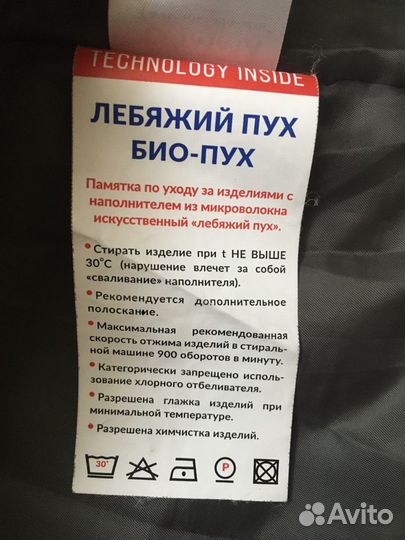 TECHNOLOGY INSIDE
ЛЕБЯЖИЙ ПУХ
БИО-ПУХ
Памятка по уходу за изделиями с
наполнителем из микроволокна
искусственный «лебяжий пух».
•Стирать изделие при t НЕ ВЫШЕ
30°С (нарушение влечет за собой
«сваливание» наполнителя).
•Рекомендуется дополнительное
полоскание.
•Максимальная рекомендованная
скорость отжима изделий в стираль-
ной машине 900 оборотов в минуту.
•Категорически запрещено исполь-
зование хлорного отбеливателя.
•Разрешена глажка изделий при
минимальной температуре.
•Разрешена химчистка изделий.
30° P
Avito